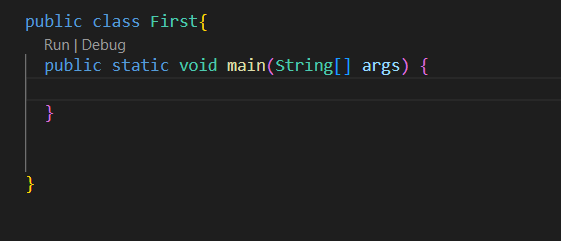 public class First{
Run | Debug
public static void main(String[] args) {
}
}